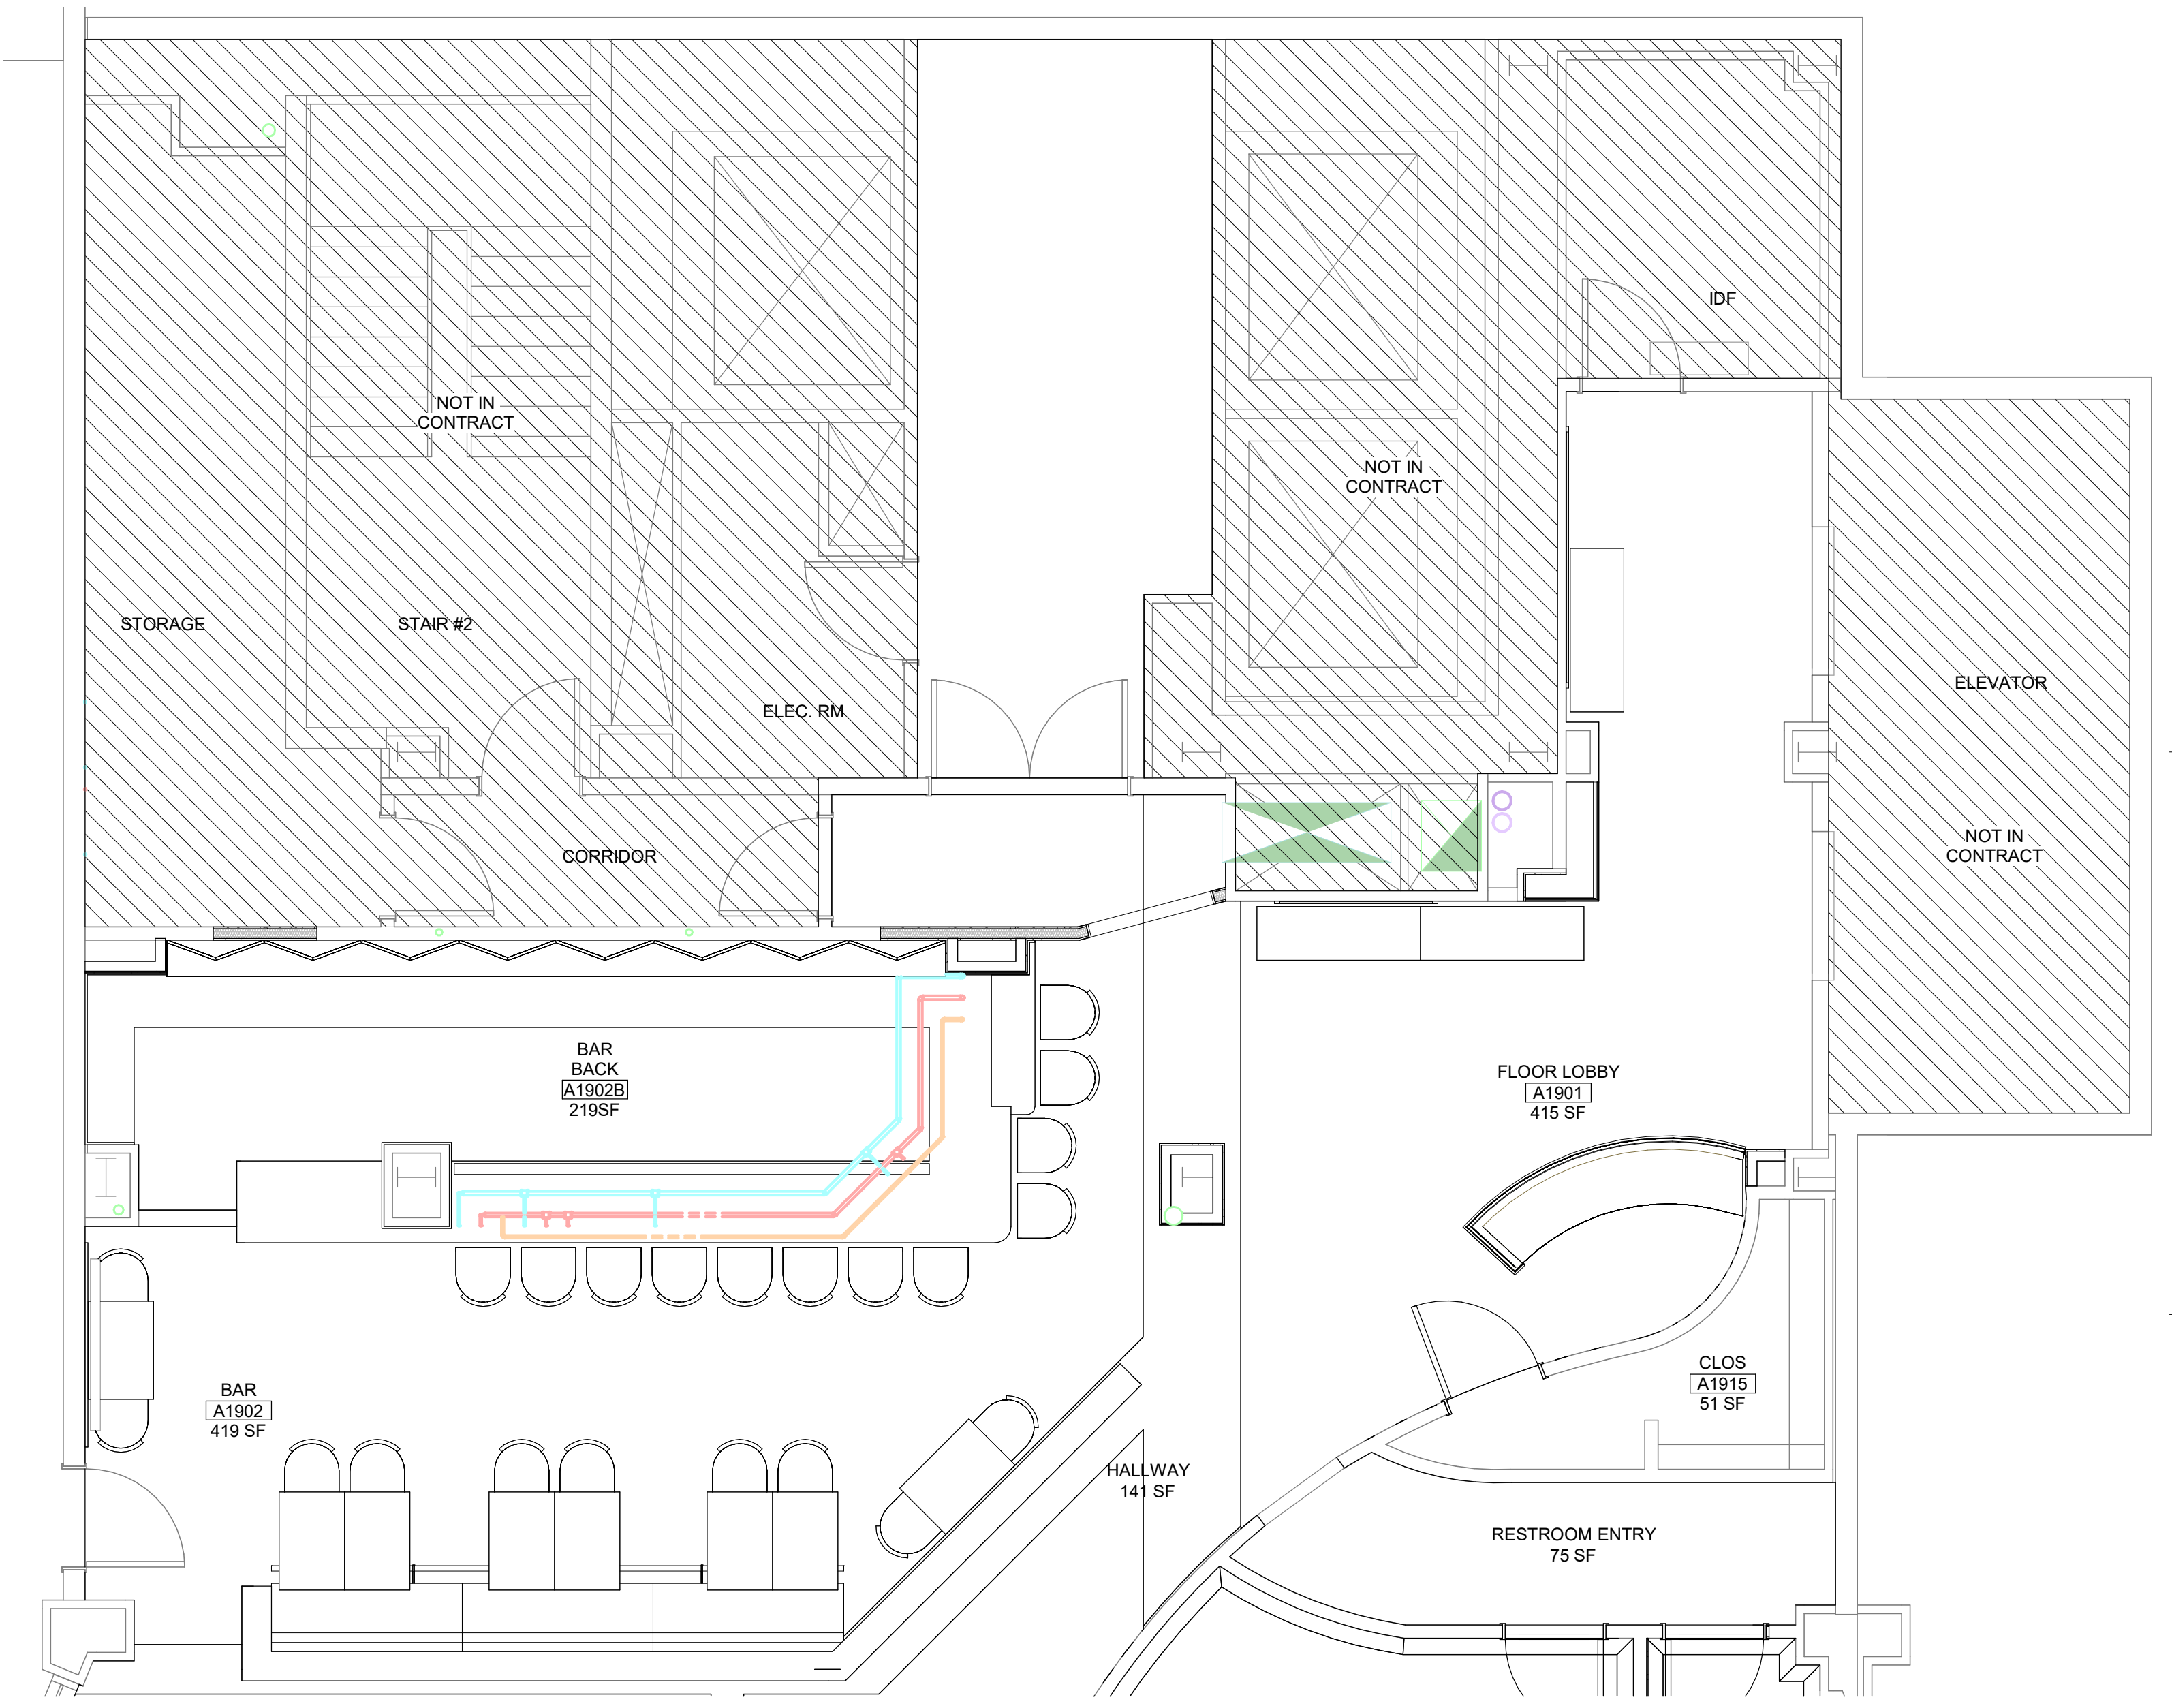 IDF
NOT IN
CONTRACT
NOT IN
CONTRACT
STORAGE
STAIR #2
ELEC. RM
ELEVATOR
NOT IN
CONTRACT
CORRIDOR
BAR
BACK
A1902B
219SF
FLOOR LOBBY
A1901
415 SF
BAR
A1902
419 SF
CLOS
A1915
51 SF
HALLWAY
141 SF
RESTROOM ENTRY
75 SF